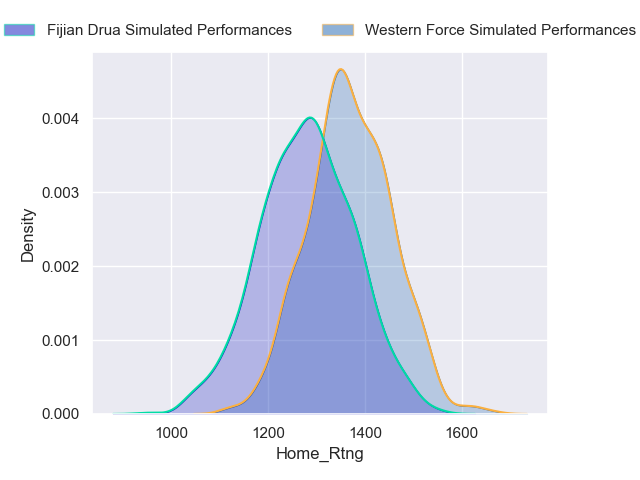 Fijian Drua Simulated Performances Western Force Simulated Performances
0.004
0.003
0.002
0.001
0.000
Density
1000 1200 1400 1600
Home_Rtng